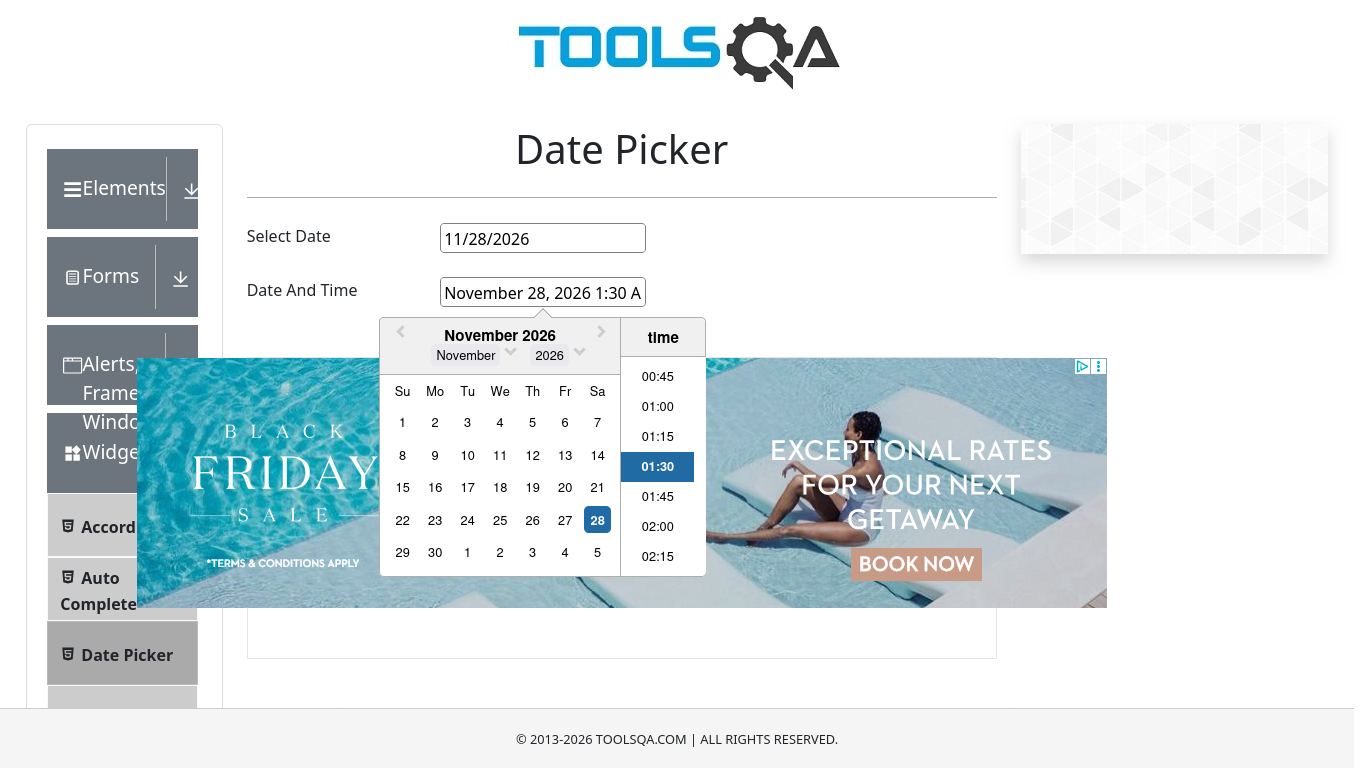 TOOLSQA
Date Picker
Elements
Forms
Alerts,
Frame
Windo
Widge
Accord
Auto
Complete
Date Picker
Select Date
11/28/2026
Date And Time
November 28, 2026 1:30 A
November 2026
November 2026
time
Su Mo Tu We Th Fr Sa
1 2 3 4 5 6 7
8 9 10 11 12 13 14
15 16 17 18 19 20 21
22 23 24 25 26 27 28
29 30 1 2 3 4 5
00:45
01:00
01:15
01:30
01:45
02:00
02:15
BLACK
FRIDAY
SALE
*TERMS & CONDITIONS APPLY
EXCEPTIONAL RATES
FOR YOUR NEXT
GETAWAY
BOOK NOW
© 2013-2026 TOOLSQA.COM | ALL RIGHTS RESERVED.